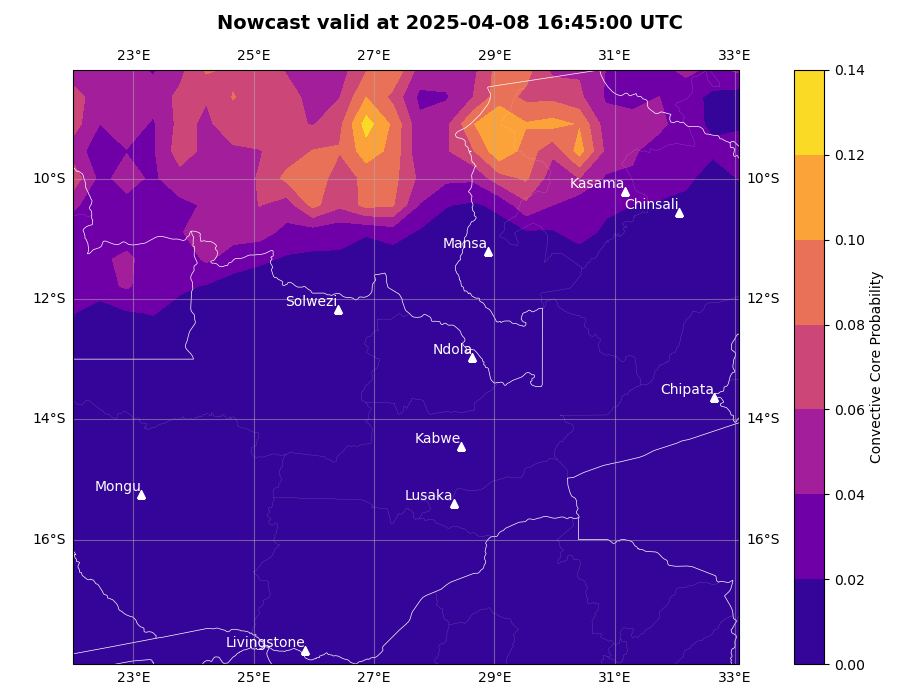 Nowcast valid at 2025-04-08 16:45:00 UTC
23°E 25°E 27°E 29°E 31°E 33°E
0.14
0.12
10°S Kasama 10°S
Chinsali
0.10
Mansa
12°S Solwezi 12°S
0.08
Ndola
Chipata
0.06
14°S 14°S
Kabwe
Mongu Lusaka
0.04
16°S 16°S
0.02
Livingstone
0.00
23°E 25°E 27°E 29°E 31°E 33°E
Convective Core Probability